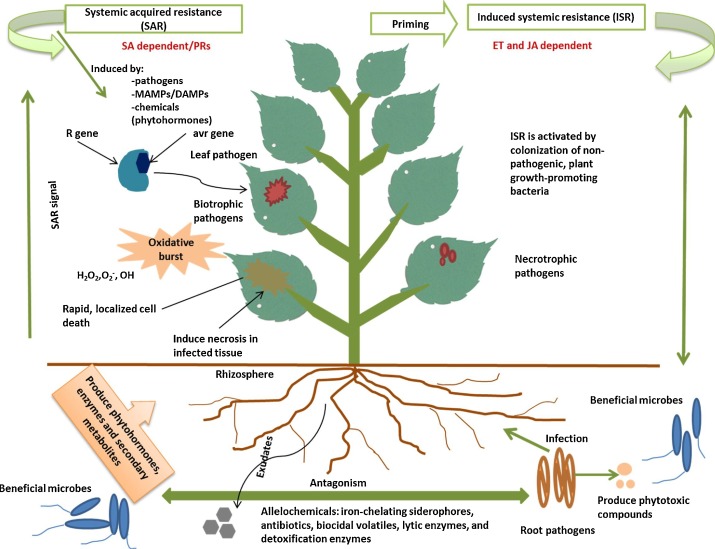 Systemic acquired resistance
(SAR)
Priming
Induced systemic resistance (ISR)
SA dependent/PRs
ET and JA dependent
Induced by:
-pathogens
-MAMPs/DAMPs
-chemicals
(phytohormones)
R gene
avr gene
Leaf pathogen
SAR signal
Biotrophic
pathogens
Oxidative
burst
H₂O₂,O₂⁻, OH
Rapid, localized cell
death
Induce necrosis in
infected tissue
ISR is activated by
colonization of non-
pathogenic, plant
growth-promoting
bacteria
Necrotrophic
pathogens
Rhizosphere
Produce phytohormones,
enzymes and secondary
metabolites
Beneficial microbes
Exudates
Antagonism
Allelochemicals: iron-chelating siderophores,
antibiotics, biocidal volatiles, lytic enzymes, and
detoxification enzymes
Infection
Root pathogens
Produce phytotoxic
compounds
Beneficial microbes